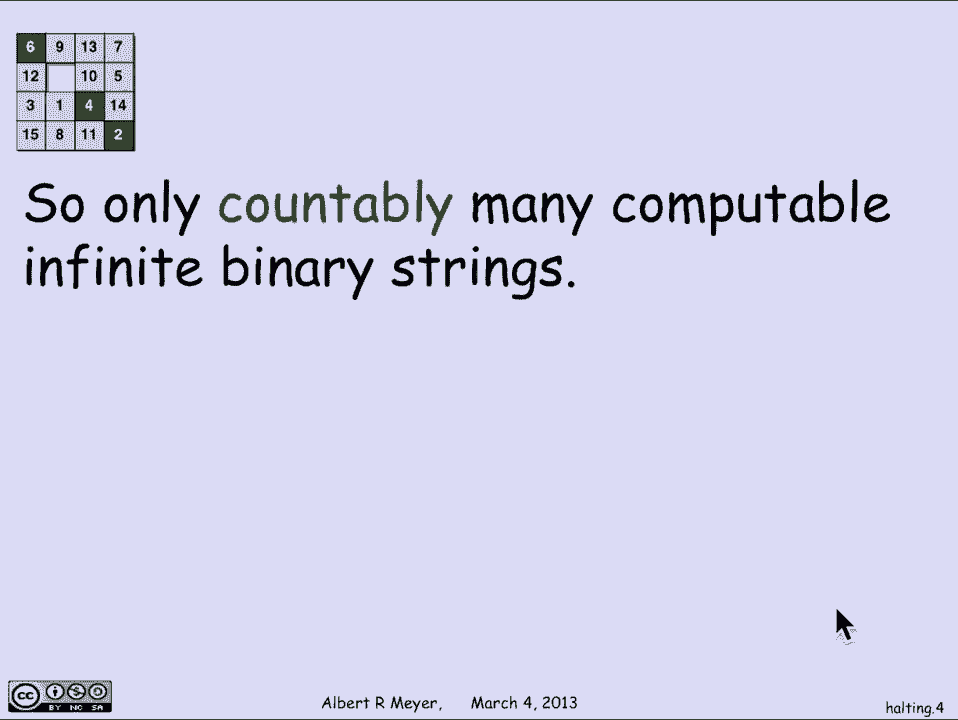 6 9 13 7
12 10 5
3 1 4 14
15 8 11 2
So only countably many computable
infinite binary strings.
cc BY NC SA
Albert R Meyer, March 4, 2013
halting.4